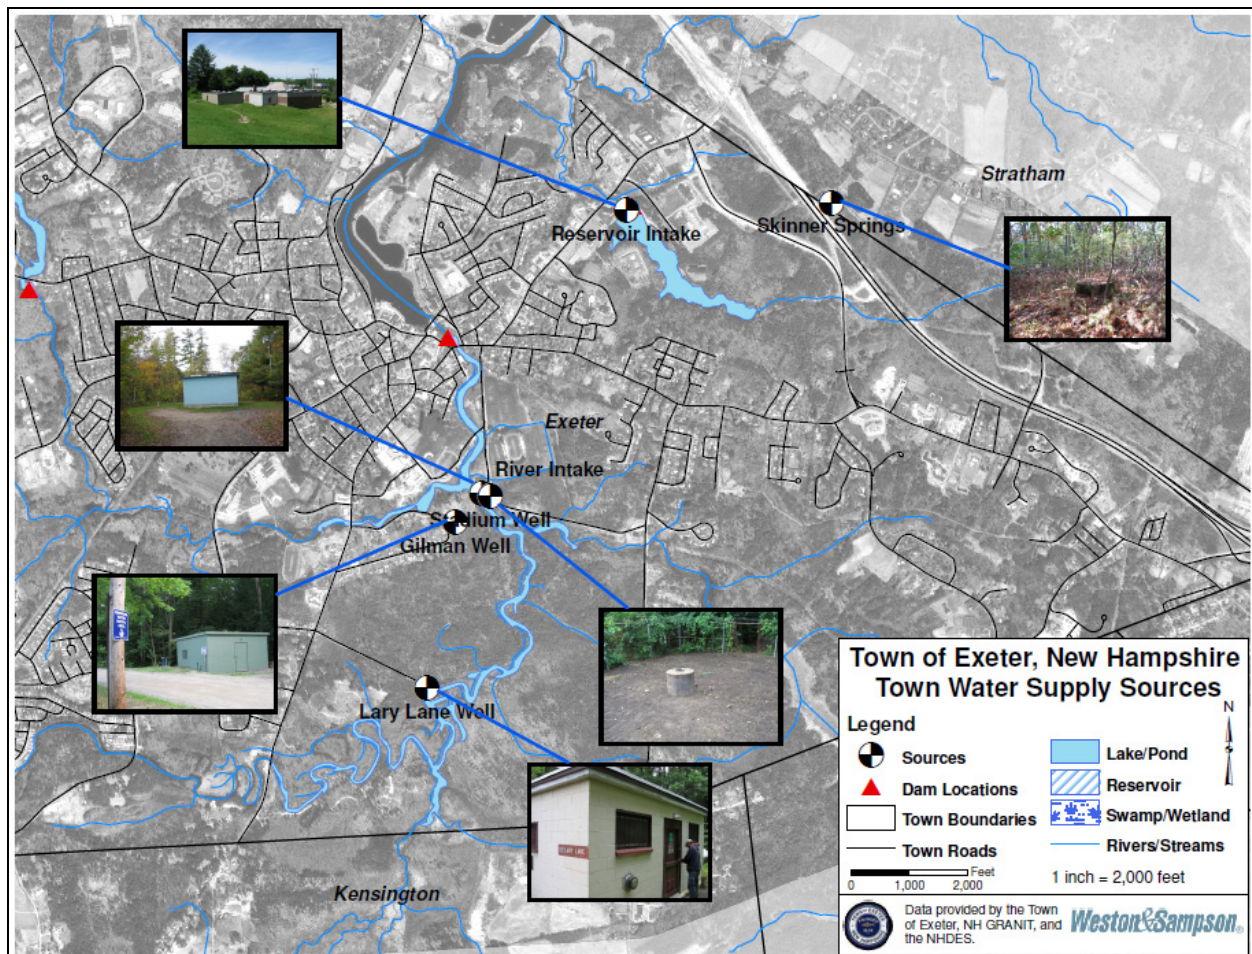 Stratham
Reservoir Intake
Skinner Springs
Exeter
River Intake
Stadium Well
Gilman Well
Lary Lane Well
Kensington
Town of Exeter, New Hampshire
Town Water Supply Sources
Legend
N
Sources
Dam Locations
Town Boundaries
Town Roads
Lake/Pond
Reservoir
Swamp/Wetland
Rivers/Streams
Feet
0 1,000 2,000
1 inch = 2,000 feet
Data provided by the Town
of Exeter, NH GRANIT, and
the NHDES.
Weston&Sampson®